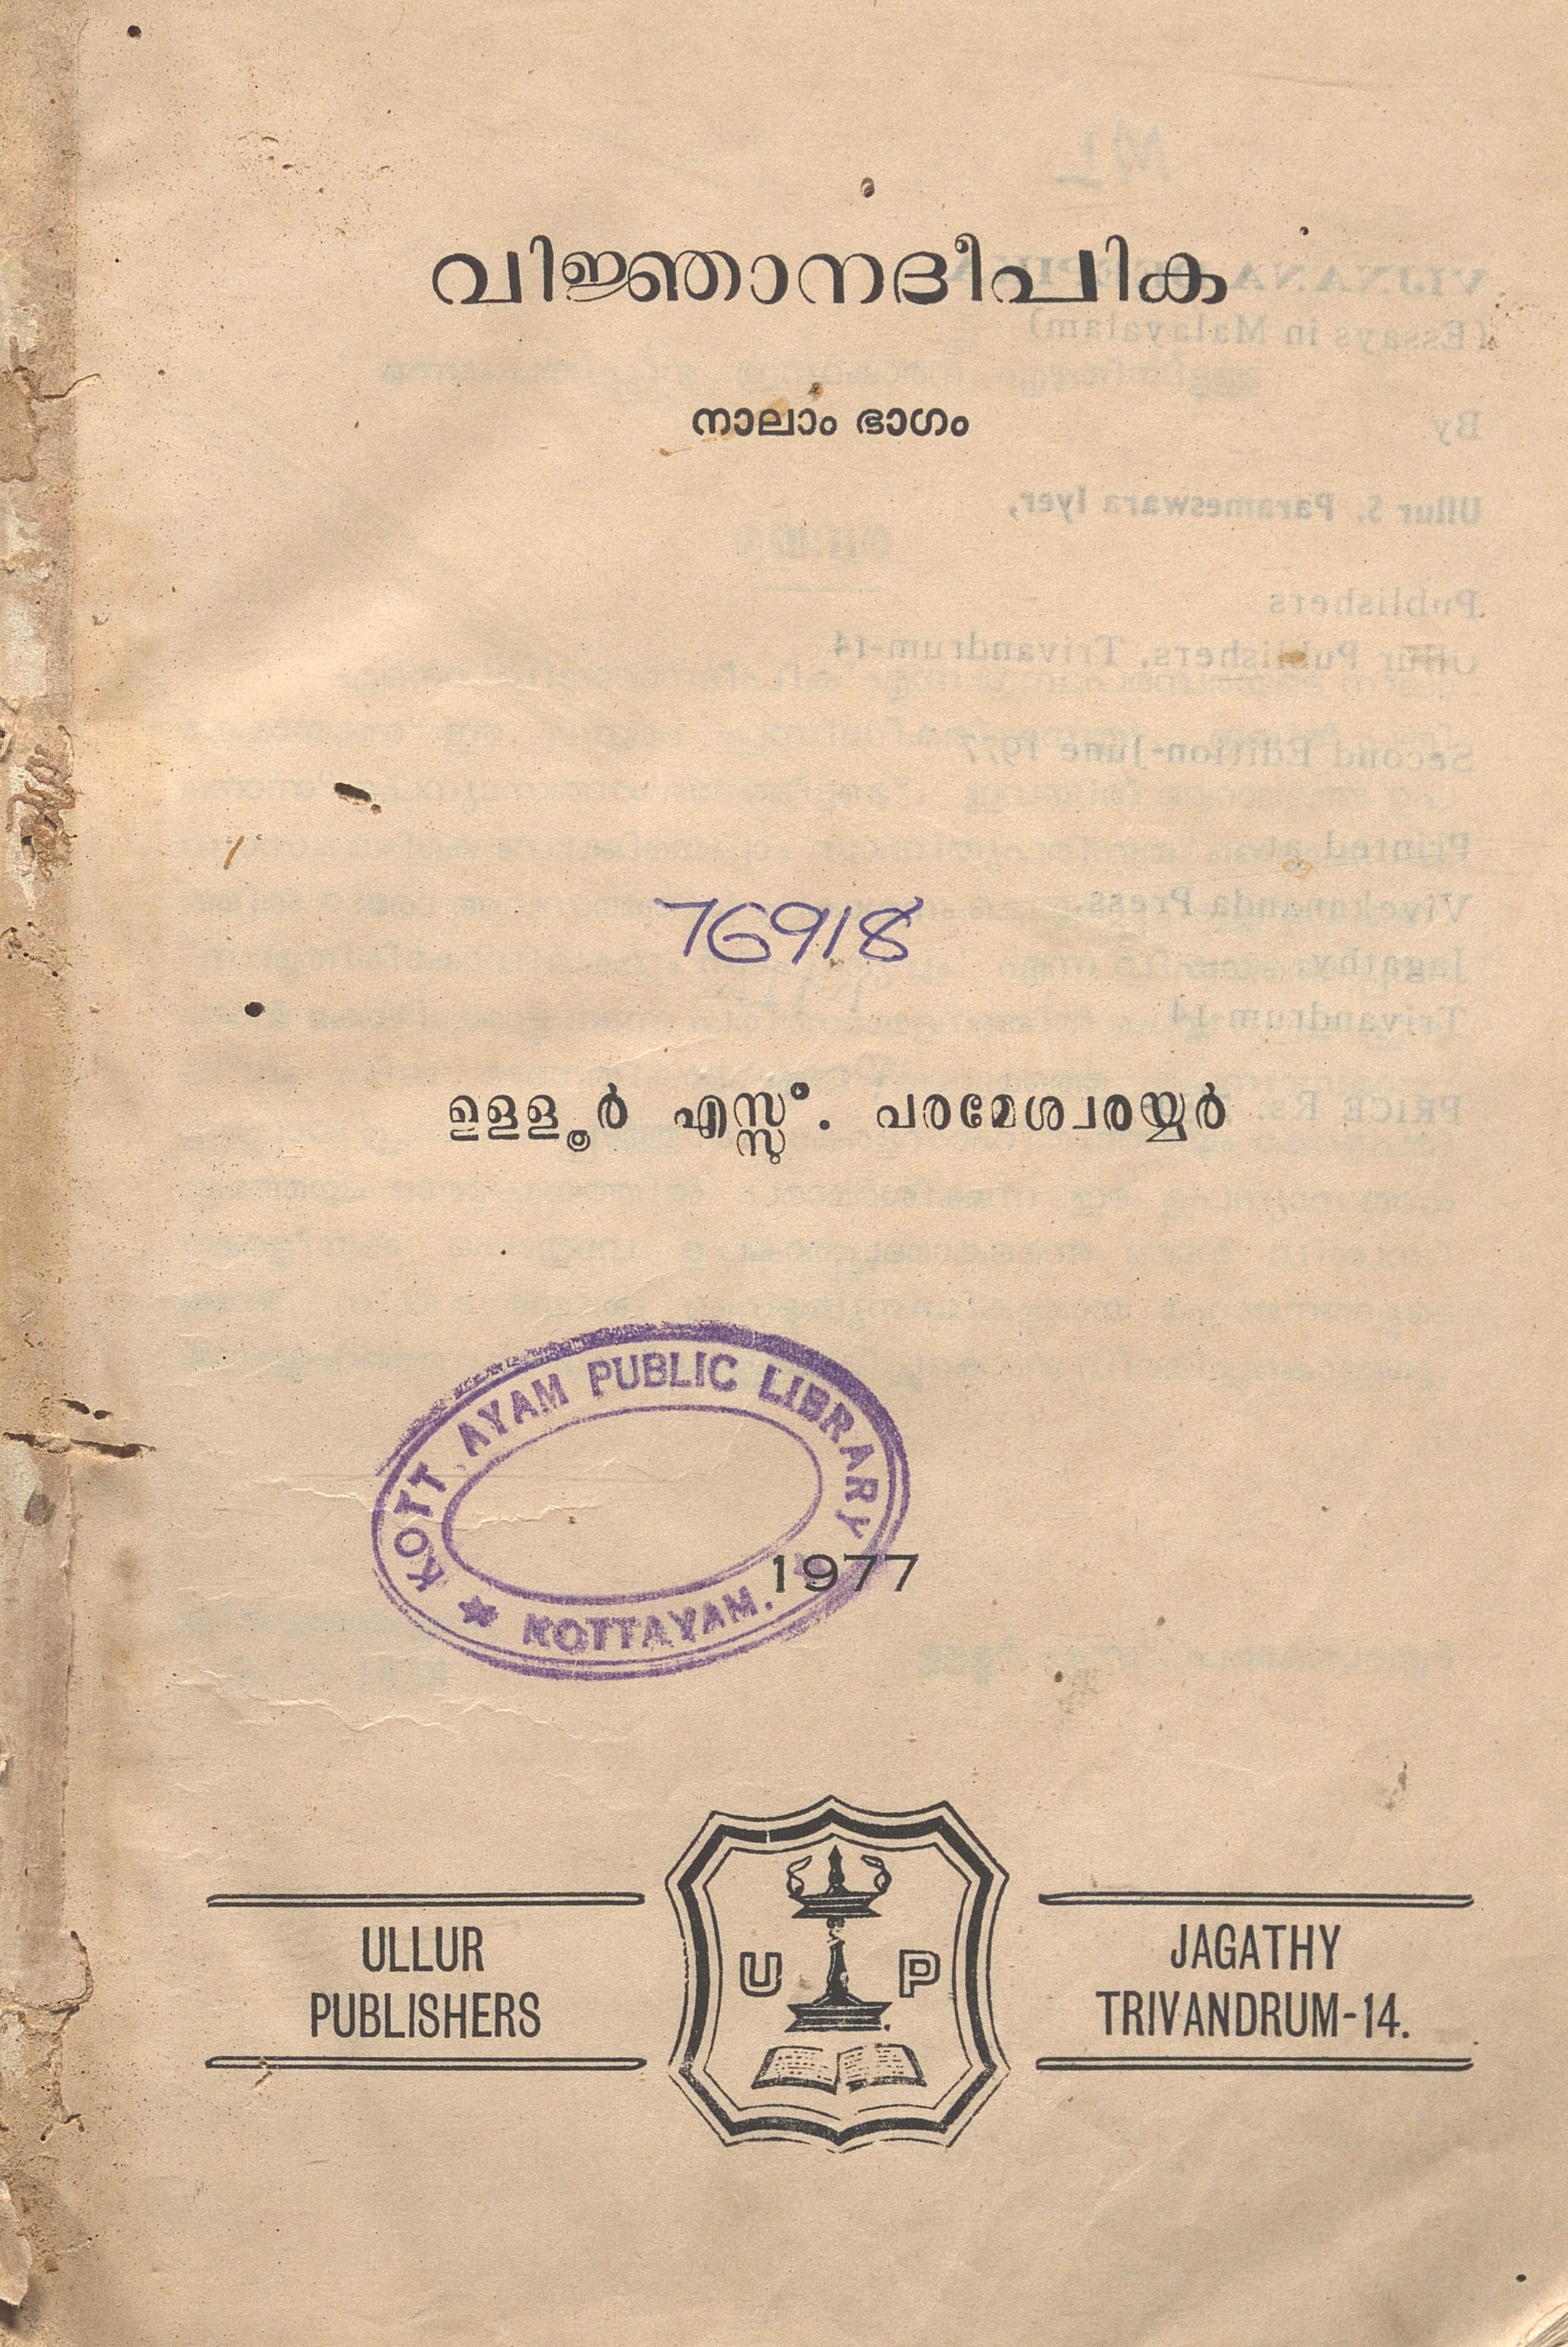 വിജ്ഞാനദീപിക
നാലാം ഭാഗം
76918
ഉള്ളൂർ എസ്സ്. പരമേശ്വരയ്യർ
KOTTAYAM PUBLIC LIBRARY
KOTTAYAM.
1977
ULLUR
PUBLISHERS
U P
JAGATHY
TRIVANDRUM-14.